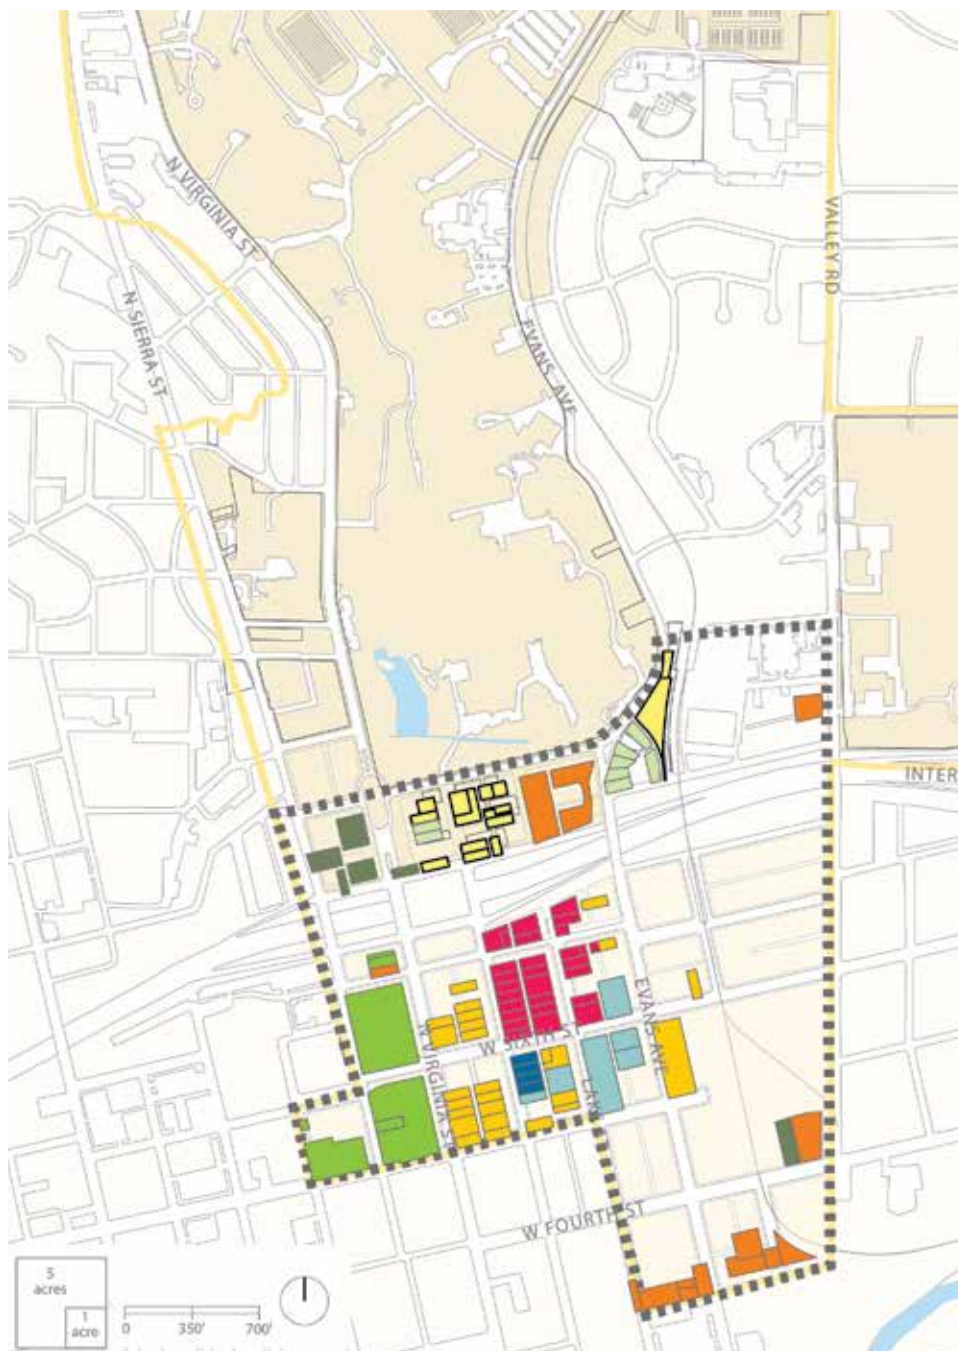 N VIRGINIA ST
VALLEY RD
N SIERRA ST
EVANS AVE
INTER
EVANS AVE
N VIRGINIA ST
W SIXTH ST
LAKE
W FOURTH ST
5
acres
1
acre
0 350' 700'